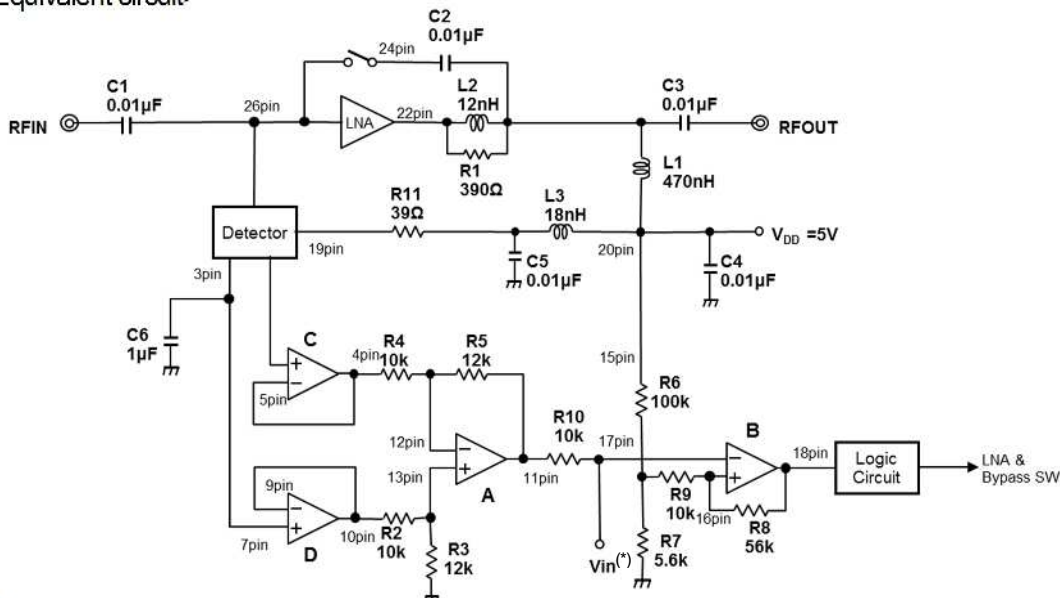 Equivalent circuit>
C2
0.01µF
24pin
C1
0.01µF
L2
12nH
C3
0.01µF
26pin
22pin
RFIN
LNA
RFOUT
R1
390Ω
L1
470nH
R11
39Ω
L3
18nH
Detector
19pin
20pin
V_DD =5V
3pin
C5
0.01µF
C4
0.01µF
C6
1µF
C
4pin
R4
10k
R5
12k
15pin
5pin
R6
100k
R10
10k
B
12pin
17pin
18pin
Logic
Circuit
LNA &
Bypass SW
13pin
A
11pin
9pin
R9
10k
16pin
R8
56k
7pin
D
10pin
R2
10k
R3
12k
Vin(*)
R7
5.6k